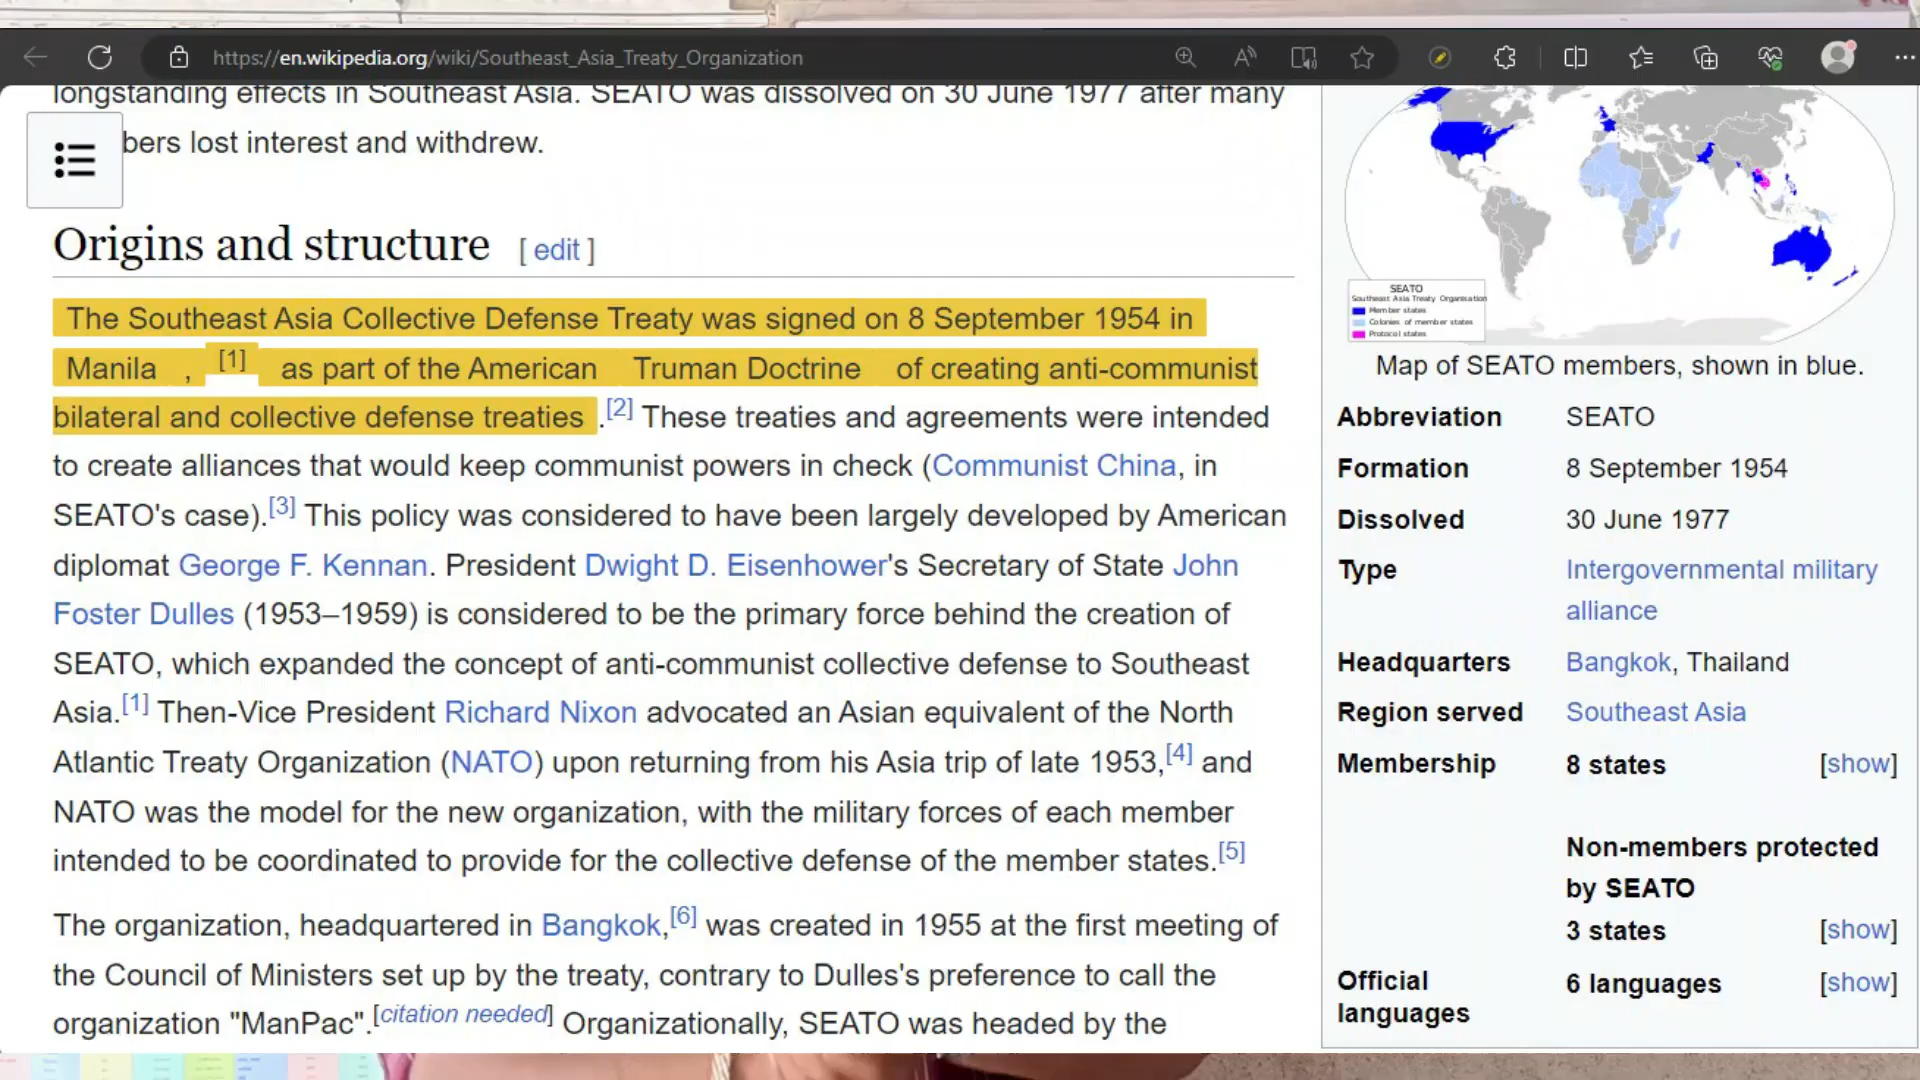 https://en.wikipedia.org/wiki/Southeast_Asia_Treaty_Organization
longstanding effects in Southeast Asia. SEATO was dissolved on 30 June 1977 after many
bers lost interest and withdrew.
Origins and structure [ edit ]
The Southeast Asia Collective Defense Treaty was signed on 8 September 1954 in
Manila , [1] as part of the American Truman Doctrine of creating anti-communist
bilateral and collective defense treaties .[2] These treaties and agreements were intended
to create alliances that would keep communist powers in check (Communist China, in
SEATO's case).[3] This policy was considered to have been largely developed by American
diplomat George F. Kennan. President Dwight D. Eisenhower's Secretary of State John
Foster Dulles (1953–1959) is considered to be the primary force behind the creation of
SEATO, which expanded the concept of anti-communist collective defense to Southeast
Asia.[1] Then-Vice President Richard Nixon advocated an Asian equivalent of the North
Atlantic Treaty Organization (NATO) upon returning from his Asia trip of late 1953,[4] and
NATO was the model for the new organization, with the military forces of each member
intended to be coordinated to provide for the collective defense of the member states.[5]
The organization, headquartered in Bangkok,[6] was created in 1955 at the first meeting of
the Council of Ministers set up by the treaty, contrary to Dulles's preference to call the
organization "ManPac".[citation needed] Organizationally, SEATO was headed by the
SEATO
Southeast Asia Treaty Organisation
Member states
Colonies of member states
Protocol states
Map of SEATO members, shown in blue.
Abbreviation SEATO
Formation 8 September 1954
Dissolved 30 June 1977
Type Intergovernmental military
alliance
Headquarters Bangkok, Thailand
Region served Southeast Asia
Membership 8 states [show]
Non-members protected
by SEATO
3 states [show]
Official 6 languages [show]
languages